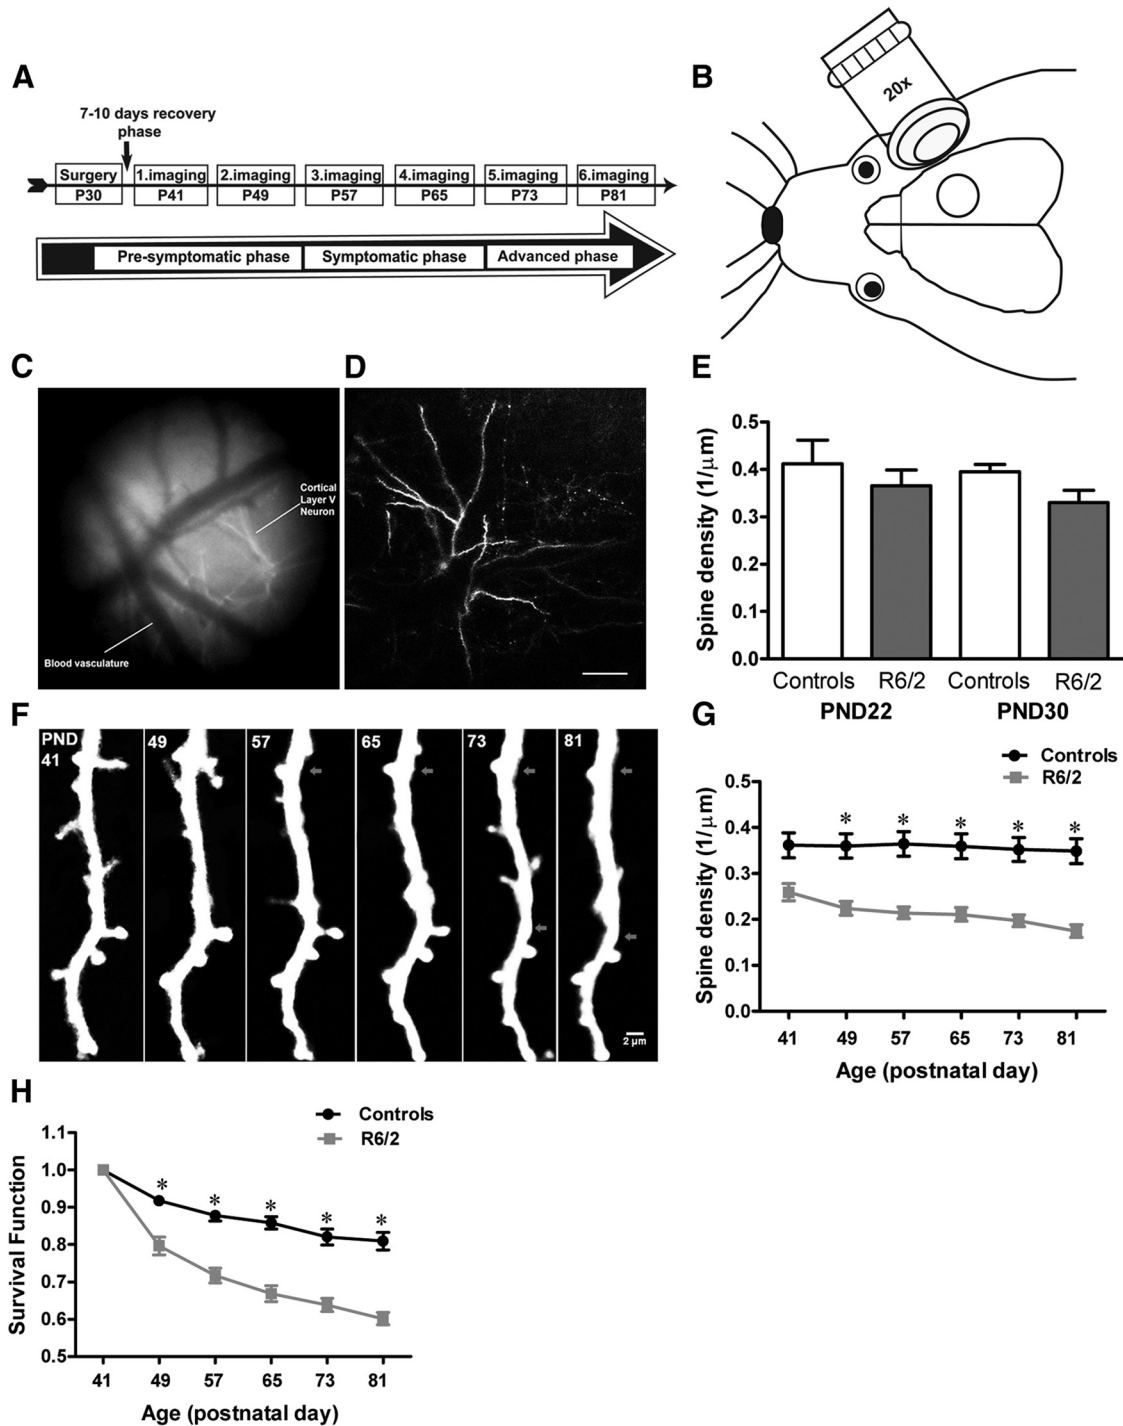 A
7-10 days recovery
phase
Surgery
P30
1.imaging
P41
2.imaging
P49
3.imaging
P57
4.imaging
P65
5.imaging
P73
6.imaging
P81
Pre-symptomatic phase
Symptomatic phase
Advanced phase
B
20x
C
Cortical
Layer V
Neuron
Blood vasculature
D
E
Spine density (1/μm)
0.5
0.4
0.3
0.2
0.1
0.0
Controls R6/2 Controls R6/2
PND22 PND30
F
PND
41
49
57
65
73
81
2 μm
G
Controls
R6/2
Spine density (1/μm)
0.5
0.4
0.3
0.2
0.1
0.0
41 49 57 65 73 81
Age (postnatal day)
* * * * *
H
Controls
R6/2
Survival Function
1.1
1.0
0.9
0.8
0.7
0.6
0.5
* * * * *
41 49 57 65 73 81
Age (postnatal day)